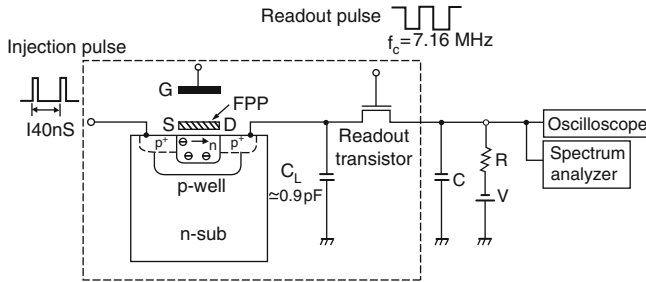 Readout pulse
f_c=7.16 MHz
Injection pulse
I40nS
G
FPP
S D
p+ ⊖ → n p+
⊖ ⊖
p-well
n-sub
C_L
≃0.9pF
Readout
transistor
C
R
V
Oscilloscope
Spectrum
analyzer